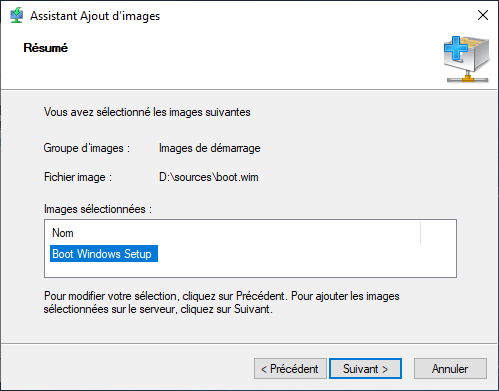 Assistant Ajout d'images
Résumé
Vous avez sélectionné les images suivantes
Groupe d'images : Images de démarrage
Fichier image : D:\sources\boot.wim
Images sélectionnées :
Nom
Boot Windows Setup
Pour modifier votre sélection, cliquez sur Précédent. Pour ajouter les images
sélectionnées sur le serveur, cliquez sur Suivant.
< Précédent Suivant > Annuler